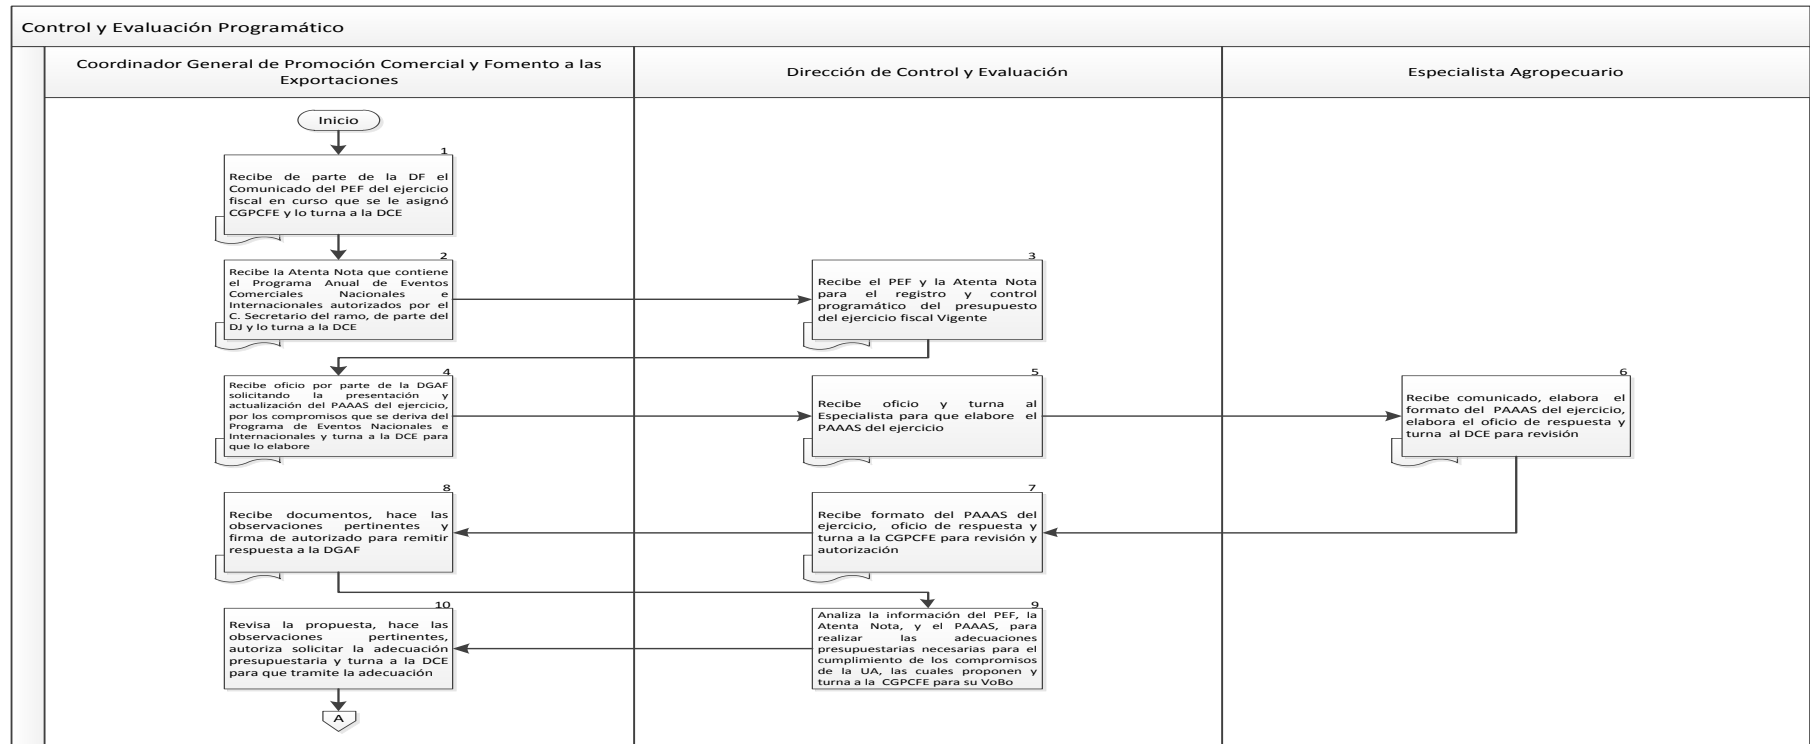 Control y Evaluación Programático
Coordinador General de Promoción Comercial y Fomento a las
Exportaciones
Dirección de Control y Evaluación
Especialista Agropecuario
Inicio
1
Recibe de parte de la DF el
Comunicado del PEF del ejercicio
fiscal en curso que se le asignó
CGPCFE y lo turna a la DCE
2
Recibe la Atenta Nota que contiene
el Programa Anual de Eventos
Comerciales Nacionales e
Internacionales autorizados por el
C. Secretario del ramo, de parte del
DJ y lo turna a la DCE
3
Recibe el PEF y la Atenta Nota
para el registro y control
programático del presupuesto
del ejercicio fiscal Vigente
4
Recibe oficio por parte de la DGAF
solicitando la presentación y
actualización del PAAAS del ejercicio,
por los compromisos que se deriva del
Programa de Eventos Nacionales e
Internacionales y turna a la DCE para
que lo elabore
5
Recibe oficio y turna al
Especialista para que elabore el
PAAAS del ejercicio
6
Recibe comunicado, elabora el
formato del PAAAS del ejercicio,
elabora el oficio de respuesta y
turna al DCE para revisión
8
Recibe documentos, hace las
observaciones pertinentes y
firma de autorizado para remitir
respuesta a la DGAF
7
Recibe formato del PAAAS del
ejercicio, oficio de respuesta y
turna a la CGPCFE para revisión y
autorización
10
Revisa la propuesta, hace las
observaciones pertinentes,
autoriza solicitar la adecuación
presupuestaria y turna a la DCE
para que tramite la adecuación
9
Analiza la información del PEF, la
Atenta Nota, y el PAAAS, para
realizar las adecuaciones
presupuestarias necesarias para el
cumplimiento de los compromisos
de la UA, las cuales proponen y
turna a la CGPCFE para su VoBo
A